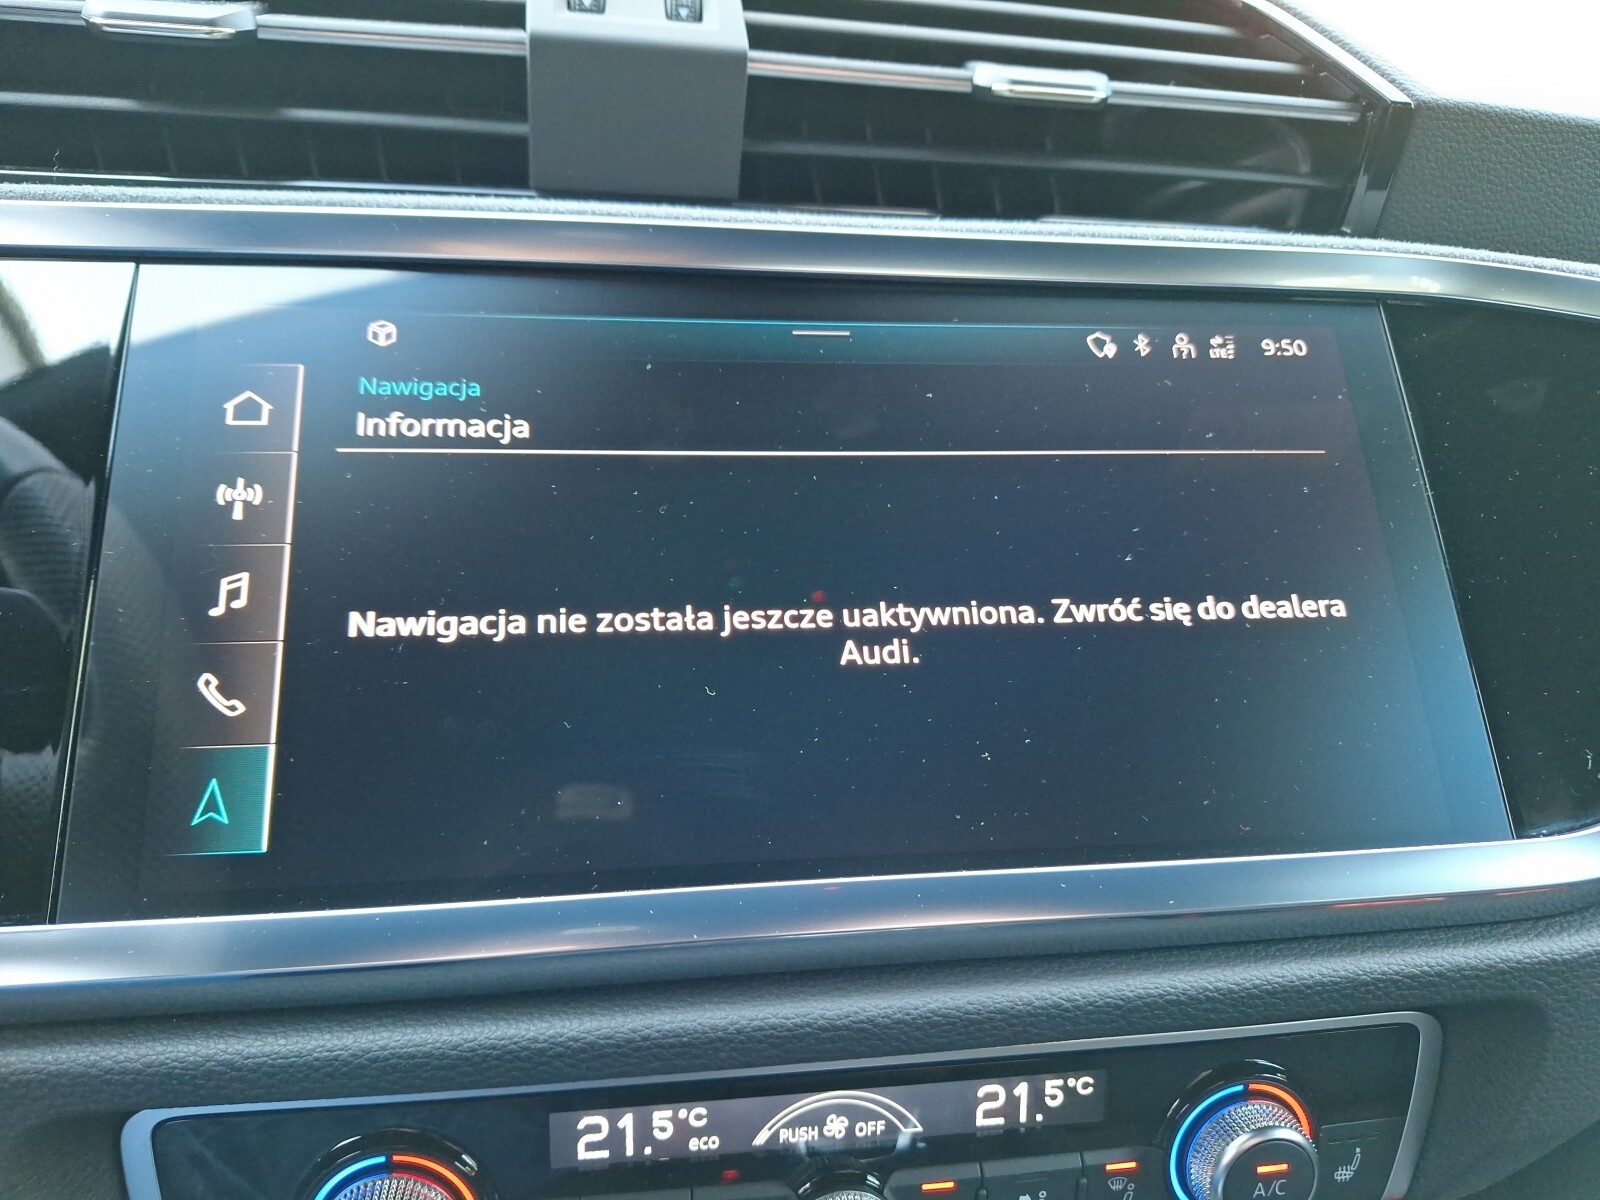 LTE
9:50
Nawigacja
Informacja
Nawigacja nie została jeszcze uaktywniona. Zwróć się do dealera
Audi.
21.5°C
eco
PUSH OFF
21.5°C
A/C